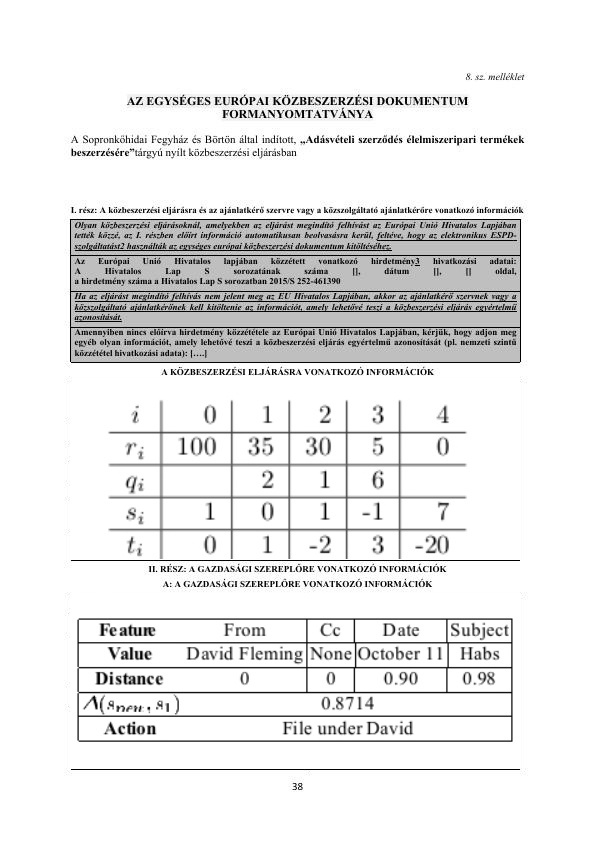 8. sz. melléklet
AZ EGYSÉGES EURÓPAI KÖZBESZERZÉSI DOKUMENTUM
FORMANYOMTATVÁNYA
A Sopronkőhidai Fegyház és Börtön által indított, „Adásvételi szerződés élelmiszeripari termékek
beszerzésére”tárgyú nyílt közbeszerzési eljárásban
I. rész: A közbeszerzési eljárásra és az ajánlatkérő szervre vagy a közszolgáltató ajánlatkérőre vonatkozó információk
Olyan közbeszerzési eljárásoknál, amelyekben az eljárást megindító felhívást az Európai Unió Hivatalos Lapjában
tették közzé, az I. részben előírt információ automatikusan beolvasásra kerül, feltéve, hogy az elektronikus ESPD-
szolgáltatást2 használták az egységes európai közbeszerzési dokumentum kitöltéséhez.
Az Európai Unió Hivatalos lapjában közzétett vonatkozó hirdetmény3 hivatkozási adatai:
A Hivatalos Lap S sorozatának száma [], dátum [], [] oldal,
a hirdetmény száma a Hivatalos Lap S sorozatban 2015/S 252-461390
Ha az eljárást megindító felhívás nem jelent meg az EU Hivatalos Lapjában, akkor az ajánlatkérő szervnek vagy a
közszolgáltató ajánlatkérőnek kell kitöltenie az információt, amely lehetővé teszi a közbeszerzési eljárás egyértelmű
azonosítását.
Amennyiben nincs előírva hirdetmény közzététele az Európai Unió Hivatalos Lapjában, kérjük, hogy adjon meg
egyéb olyan információt, amely lehetővé teszi a közbeszerzési eljárás egyértelmű azonosítását (pl. nemzeti szintű
közzététel hivatkozási adata): [….]
A KÖZBESZERZÉSI ELJÁRÁSRA VONATKOZÓ INFORMÁCIÓK
i 0 1 2 3 4
r_i 100 35 30 5 0
q_i 2 1 6
s_i 1 0 1 -1 7
t_i 0 1 -2 3 -20
II. RÉSZ: A GAZDASÁGI SZEREPLŐRE VONATKOZÓ INFORMÁCIÓK
A: A GAZDASÁGI SZEREPLŐRE VONATKOZÓ INFORMÁCIÓK
Feature From Cc Date Subject
Value David Fleming None October 11 Habs
Distance 0 0 0.90 0.98
0.8714
Action File under David
38